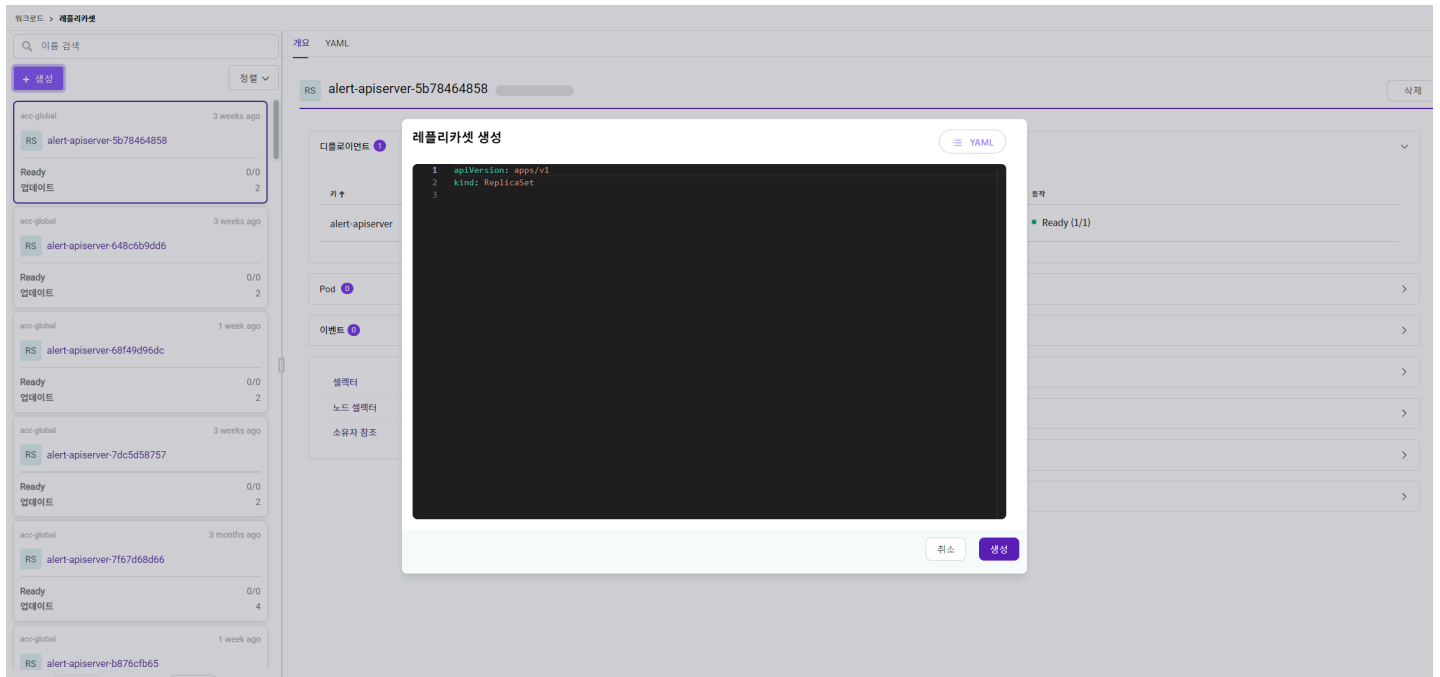 워크로드 > 레플리카셋
이름 검색
+ 생성
정렬
acc-global 3 weeks ago
RS alert-apiserver-5b78464858
Ready 0/0
업데이트 2
acc-global 3 weeks ago
RS alert-apiserver-648c6b9dd6
Ready 0/0
업데이트 2
acc-global 1 week ago
RS alert-apiserver-68f49d96dc
Ready 0/0
업데이트 2
acc-global 3 weeks ago
RS alert-apiserver-7dc5d58757
Ready 0/0
업데이트 2
acc-global 3 months ago
RS alert-apiserver-7f67d68d66
Ready 0/0
업데이트 4
acc-global 1 week ago
RS alert-apiserver-b876cfb65
개요 YAML
RS alert-apiserver-5b78464858
삭제
디플로이먼트 1
키
동작
alert-apiserver
Ready (1/1)
Pod 0
이벤트 0
셀렉터
노드 셀렉터
소유자 참조
레플리카셋 생성
YAML
1 apiVersion: apps/v1
2 kind: ReplicaSet
3
취소 생성